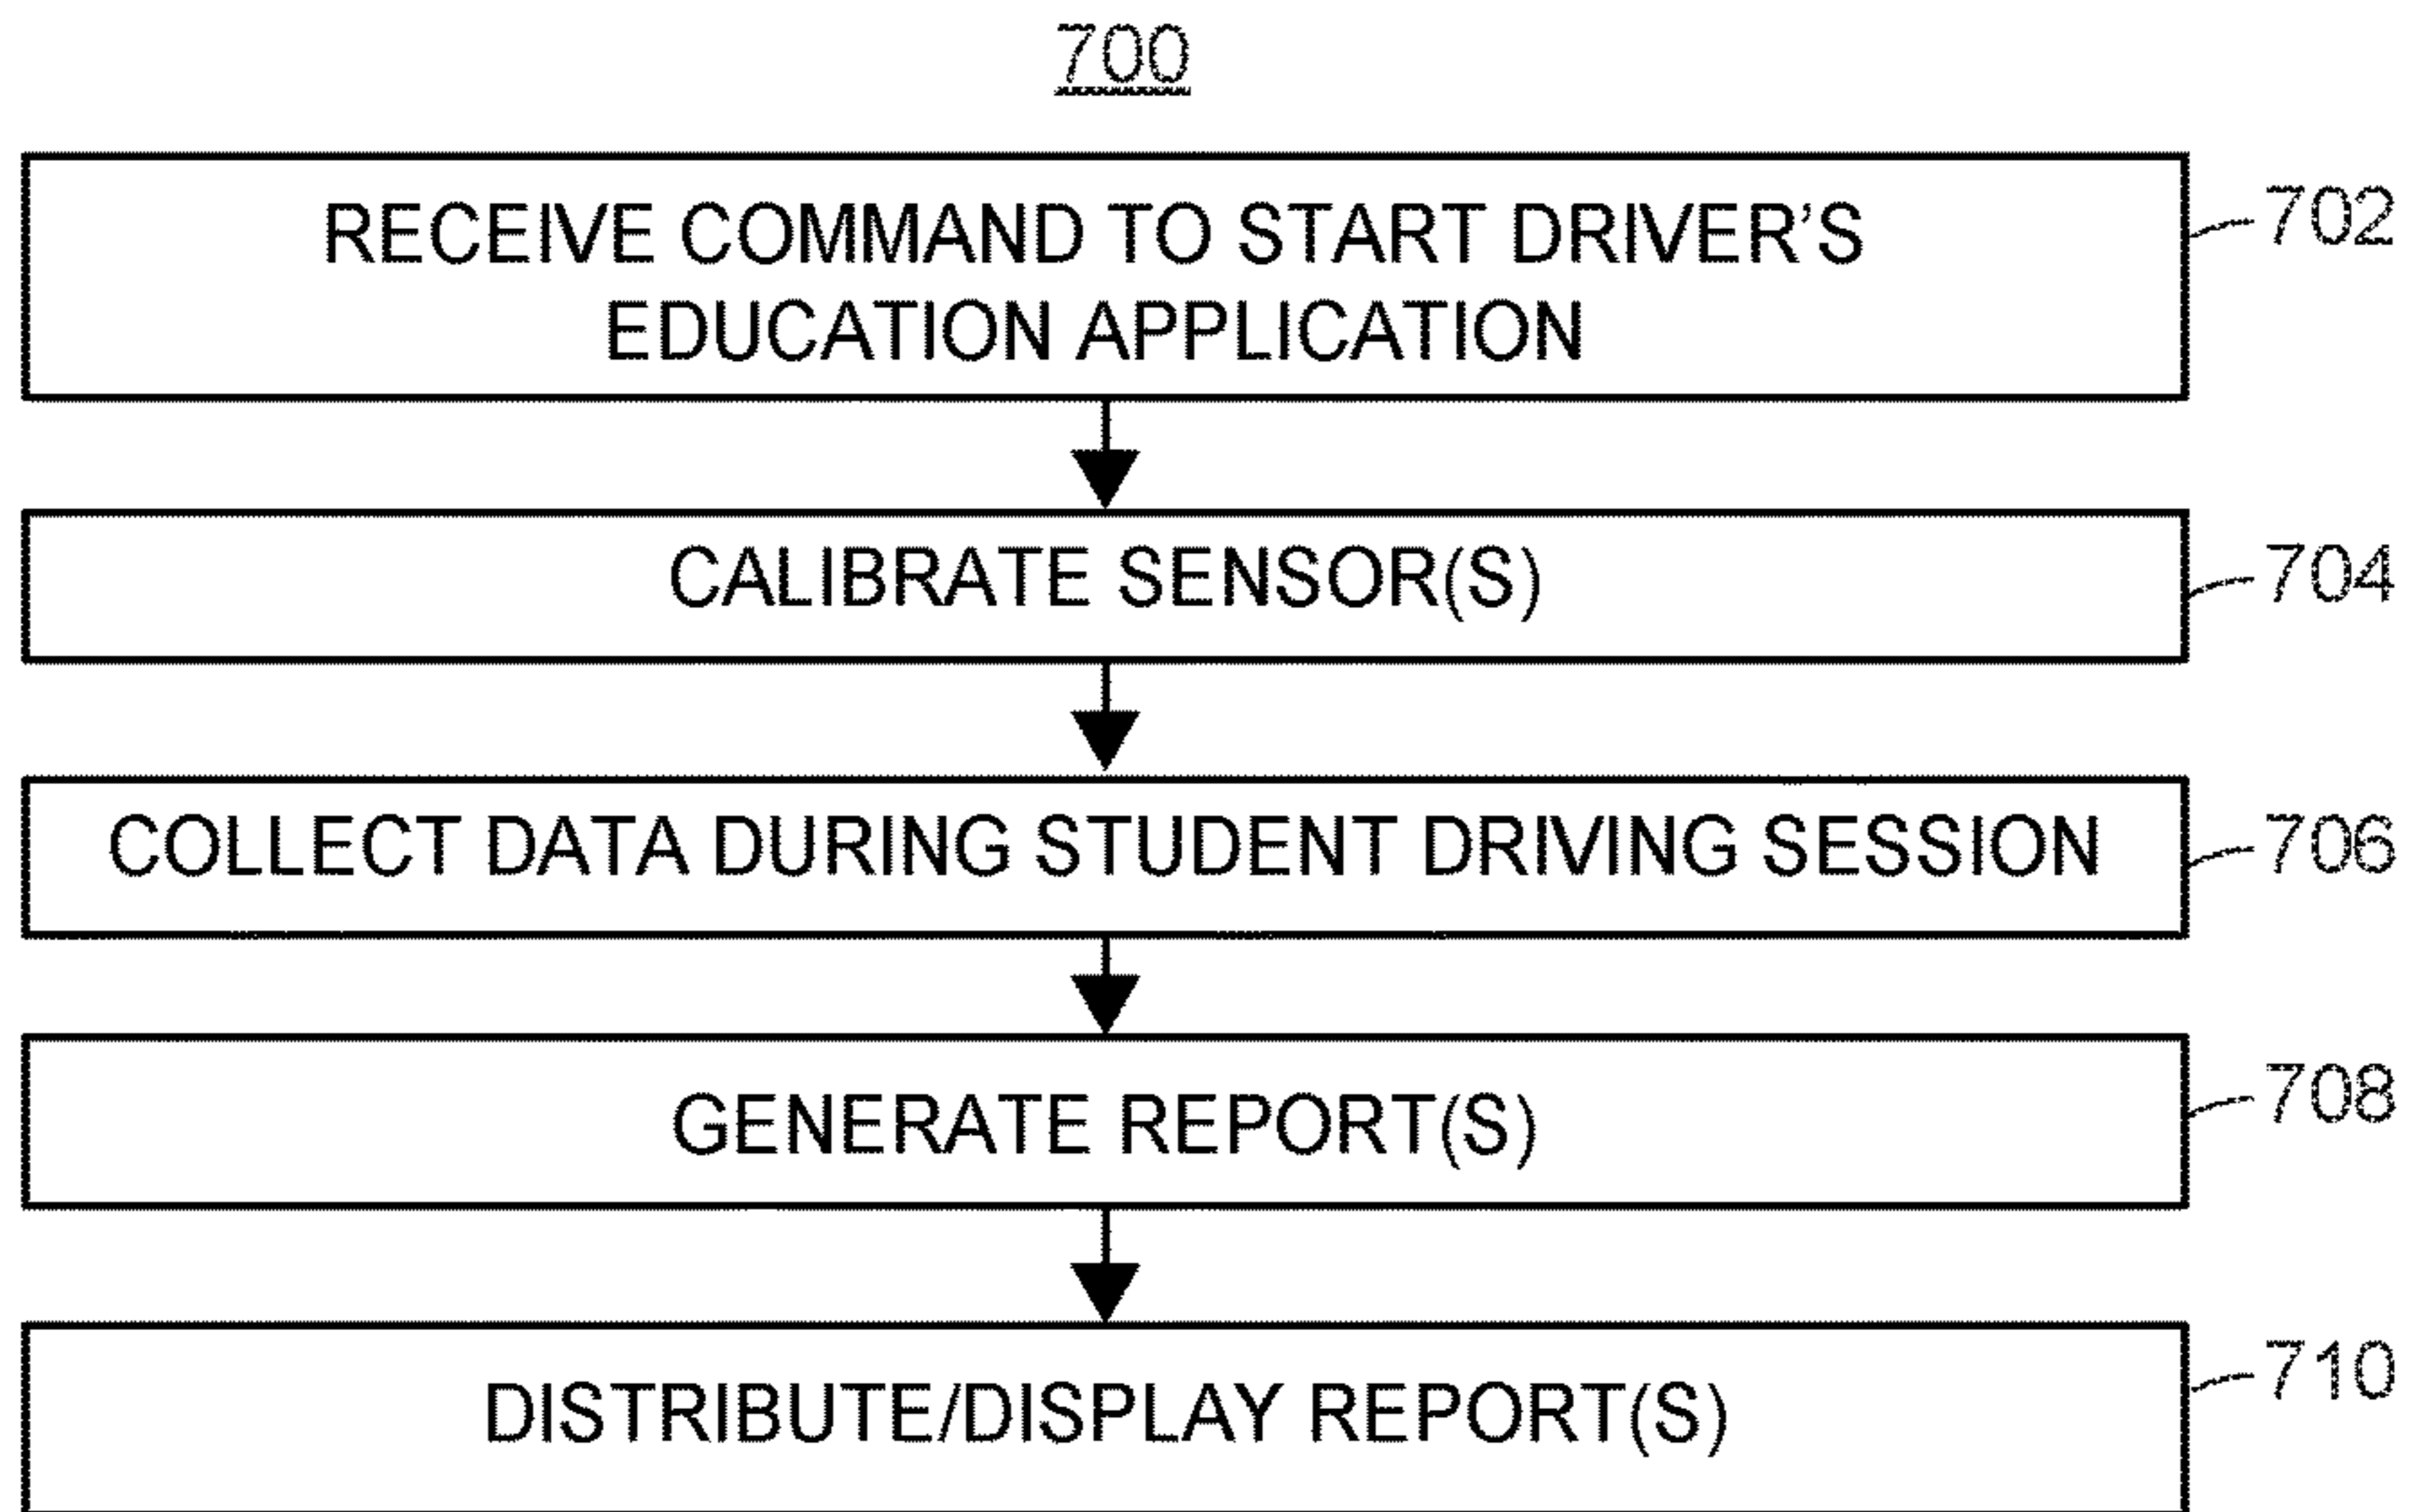 700
RECEIVE COMMAND TO START DRIVER'S
EDUCATION APPLICATION
702
CALIBRATE SENSOR(S)
704
COLLECT DATA DURING STUDENT DRIVING SESSION
706
GENERATE REPORT(S)
708
DISTRIBUTE/DISPLAY REPORT(S)
710